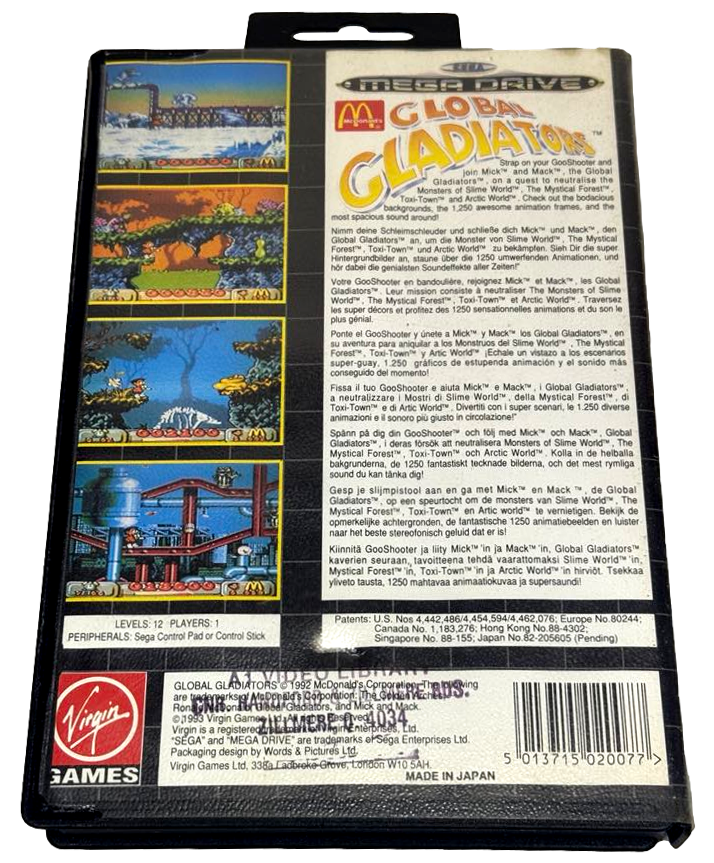 SEGA
MEGA DRIVE
McDonald's
GLOBAL
GLADIATORS™
Strap on your GooShooter and
join Mick™ and Mack™, the Global
Gladiators™, on a quest to neutralise the
Monsters of Slime World™, The Mystical Forest™,
Toxi-Town™ and Arctic World™. Check out the bodacious
backgrounds, the 1,250 awesome animation frames, and the
most spacious sound around!
Nimm deine Schleimschleuder und schließe dich Mick™ und Mack™, den
Global Gladiators™ an, um die Monster von Slime World™, The Mystical
Forest™, Toxi-Town™ und Arctic World™ zu bekämpfen. Sieh Dir die super
Hintergrundbilder an, staune über die 1250 umwerfenden Animationen, und
hör dabei die genialsten Soundeffekte aller Zeiten!"
Votre GooShooter en bandoulière, rejoignez Mick™ et Mack™, les Global
Gladiators™. Leur mission consiste à neutraliser The Monsters of Slime
World™, The Mystical Forest™, Toxi-Town™ et Arctic World™. Traversez
les super décors et profitez des 1250 sensationnelles animations et du son le
plus génial.
Ponte el GooShooter y únete a Mick™ y Mack™ los Global Gladiators™, en
su aventura para aniquilar a los Monstruos del Slime World™, The Mystical
Forest™, Toxi-Town™ y Artic World™ ¡Echale un vistazo a los escenarios
super-guay, 1.250 gráficos de estupenda animación y el sonido más
conseguido del momento!
Fissa il tuo GooShooter e aiuta Mick™ e Mack™, i Global Gladiators™,
a neutralizzare i Mostri di Slime World™, della Mystical Forest™, di
Toxi-Town™ e di Artic World™. Divertiti con i super scenari, le 1.250 diverse
animazioni e il sonoro più giusto in circolazione!"
Spänn på dig din GooShooter™ och följ med Mick™ och Mack™, Global
Gladiators™, i deras försök att neutralisera Monsters of Slime World™, The
Mystical Forest™, Toxi-Town™ och Arctic World™. Kolla in de helballa
bakgrunderna, de 1250 fantastiskt tecknade bilderna, och det mest rymliga
sound du kan tänka dig!
Gesp je slijmpistool aan en ga met Mick™ en Mack™, de Global
Gladiators™, op een speurtocht om de monsters van Slime World™, The
Mystical Forest™, Toxi-Town™ en Artic world™ te vernietigen. Bekijk de
opmerkelijke achtergronden, de fantastische 1250 animatiebeelden en luister
naar het beste stereofonisch geluid dat er is!
Kiinnitä GooShooter ja liity Mick™'in ja Mack™'in, Global Gladiators™
kaverien seuraan, tavoitteena tehdä vaarattomaksi Slime World™'in,
Mystical Forest™'in, Toxi-Town™'in ja Arctic World™'in hirviöt. Tsekkaa
yliveto tausta, 1250 mahtavaa animaatiokuvaa ja supersaundi!
LEVELS: 12 PLAYERS: 1
PERIPHERALS: Sega Control Pad or Control Stick
Patents: U.S. Nos 4,442,486/4,454,594/4,462,076; Europe No.80244;
Canada No. 1,183,276; Hong Kong No.88-4302;
Singapore No. 88-155; Japan No.82-205605 (Pending)
Virgin
GAMES
GLOBAL GLADIATORS © 1992 McDonald's Corporation. The following
are trademarks of McDonald's Corporation: The Golden Arches,
Global Gladiators, and Mick and Mack.
©1993 Virgin Games Ltd. All Rights Reserved.
Virgin is a registered trademark of Virgin Enterprises, Ltd.
"SEGA" and "MEGA DRIVE" are trademarks of Sega Enterprises Ltd.
Packaging design by Words & Pictures Ltd.
Virgin Games Ltd, 338a Ladbroke Grove, London W10 5AH.
MADE IN JAPAN
A1 VIDEO LIBRARY
CNR. RDS.
ZILLMERE Q. 4034
5 013715 020077 >